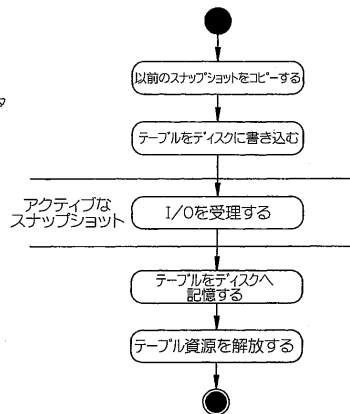 以前のスナップショットをコピーする
タ
テーブルをディスクに書き込む
アクティブな
スナップショット
I/Oを受理する
テーブルをディスクへ
記憶する
テーブル資源を解放する